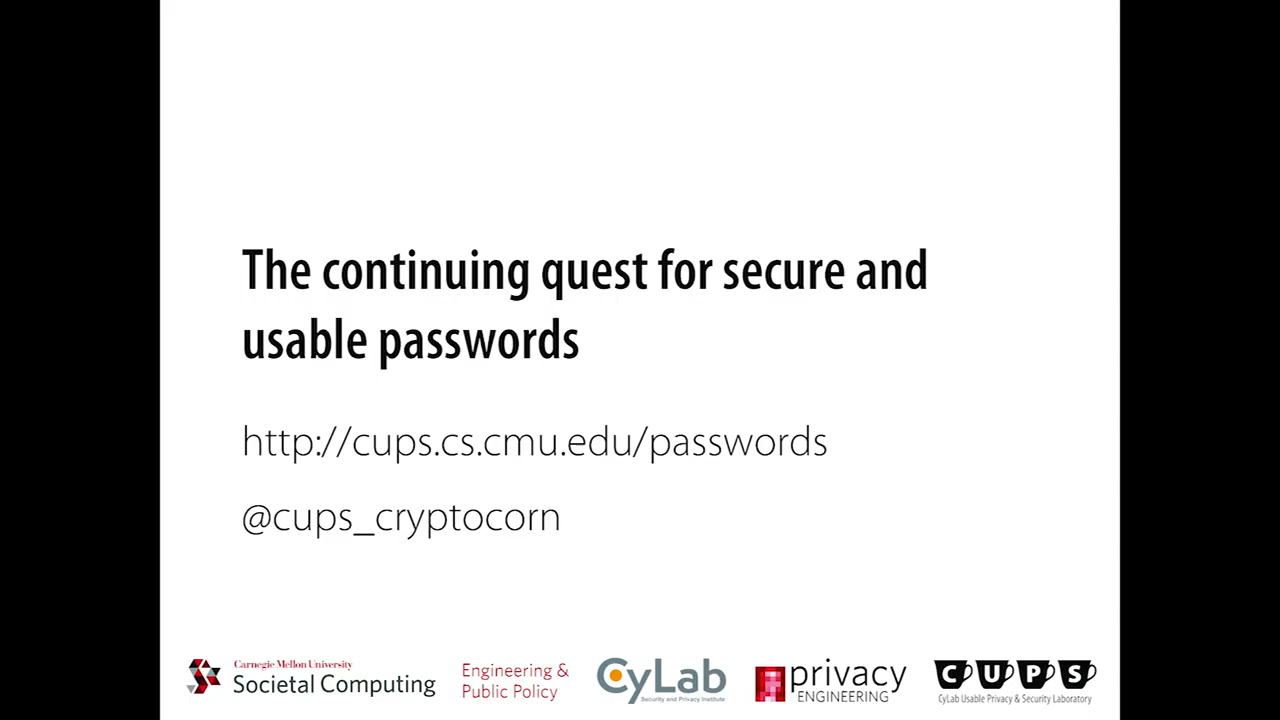 The continuing quest for secure and
usable passwords
http://cups.cs.cmu.edu/passwords
@cups_cryptocorn
Carnegie Mellon University
Societal Computing
Engineering &
Public Policy
CyLab
Security and Privacy Institute
privacy
ENGINEERING
CUPS
CyLab Usable Privacy & Security Laboratory